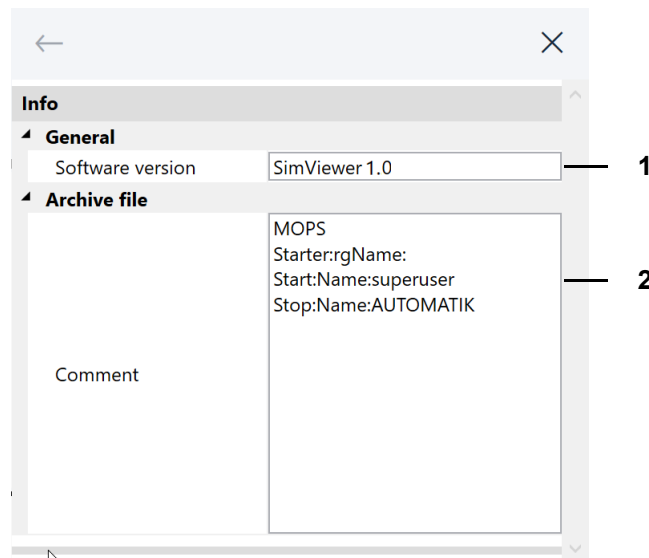 Info
General
Software version SimViewer 1.0 1
Archive file
MOPS
Starter:rgName:
Start:Name:superuser 2
Stop:Name:AUTOMATIK
Comment